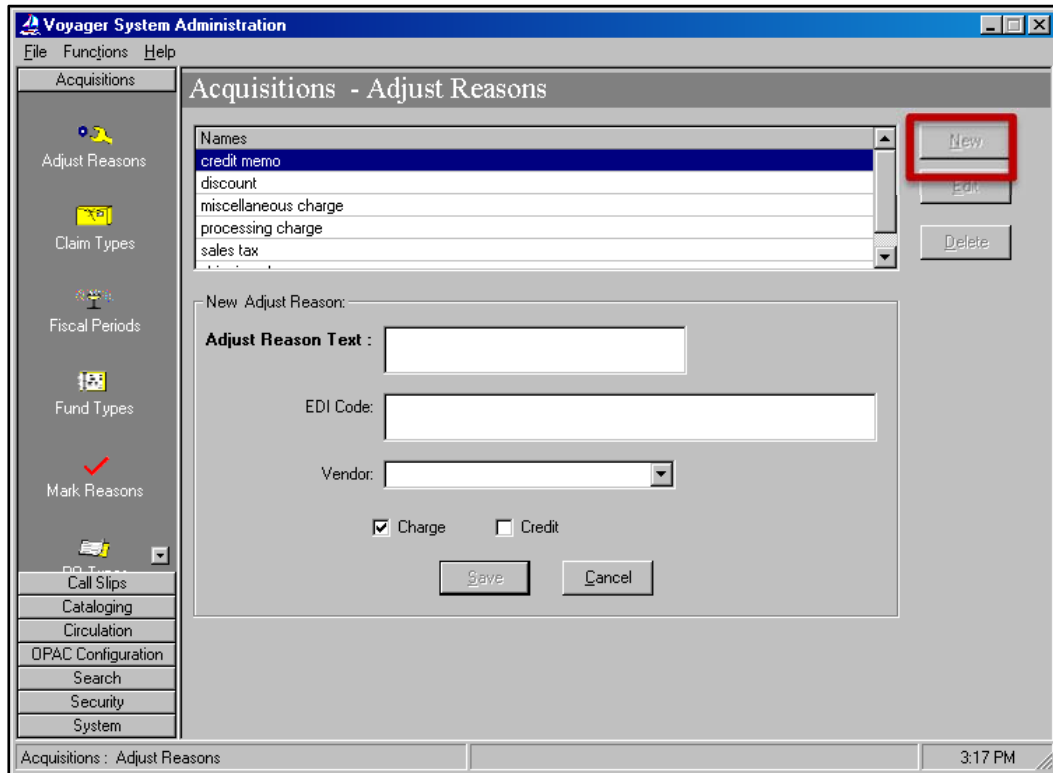 Voyager System Administration
File Functions Help
Acquisitions
Adjust Reasons
Claim Types
Fiscal Periods
Fund Types
Mark Reasons
PO Types
Call Slips
Cataloging
Circulation
OPAC Configuration
Search
Security
System
Acquisitions - Adjust Reasons
Names
credit memo
discount
miscellaneous charge
processing charge
sales tax
New
Edit
Delete
New Adjust Reason:
Adjust Reason Text :
EDI Code:
Vendor:
Charge Credit
Save Cancel
Acquisitions : Adjust Reasons 3:17 PM